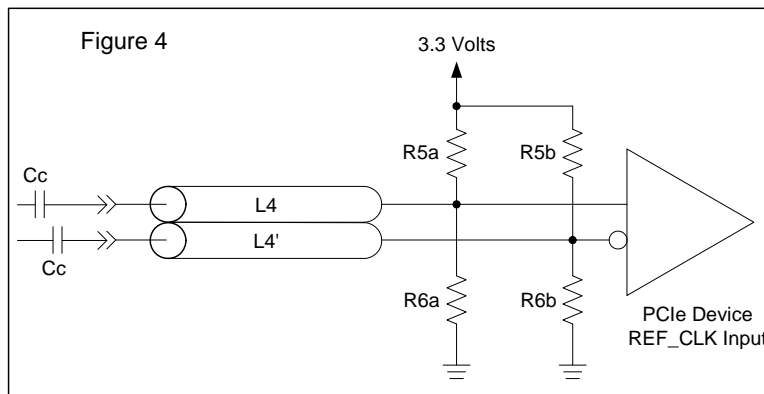 Figure 4
3.3 Volts
R5a
R5b
Cc
L4
L4'
Cc
R6a
R6b
PCIe Device
REF_CLK Input